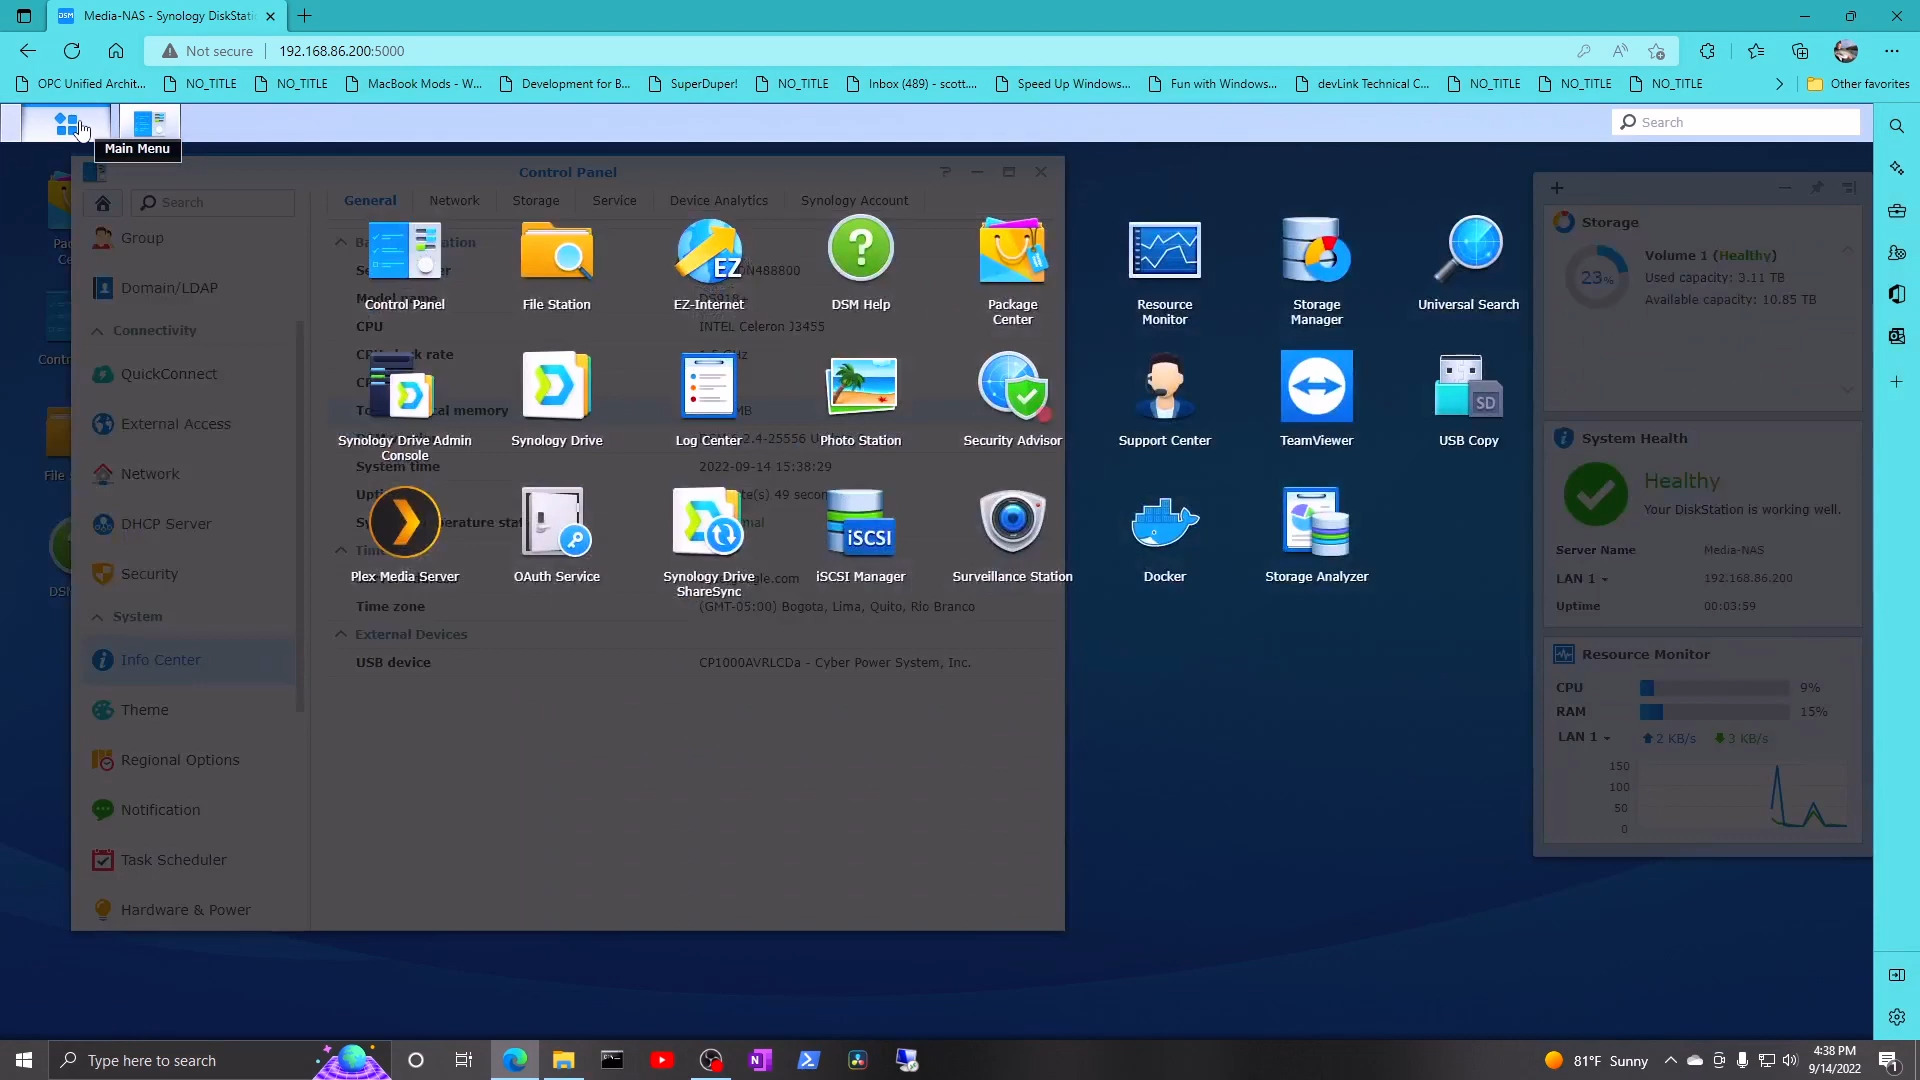 Media-NAS - Synology DiskStati
Not secure
192.168.86.200:5000
OPC Unified Archit...
NO_TITLE
NO_TITLE
MacBook Mods - W...
Development for B...
SuperDuper!
NO_TITLE
Inbox (489) - scott....
Speed Up Windows...
Fun with Windows...
devLink Technical C...
NO_TITLE
NO_TITLE
NO_TITLE
Other favorites
Search
Main Menu
Control Panel
Search
General
Network
Storage
Service
Device Analytics
Synology Account
Group
Domain/LDAP
Connectivity
QuickConnect
External Access
Network
DHCP Server
Security
System
Info Center
Theme
Regional Options
Notification
Task Scheduler
Hardware & Power
N488800
CPU
INTEL Celeron J3455
System time
2022-09-14 15:38:29
Time zone
(GMT-05:00) Bogota, Lima, Quito, Rio Branco
External Devices
USB device
CP1000AVRLCDa - Cyber Power System, Inc.
Control Panel
File Station
EZ
EZ-Internet
DSM Help
Package
Center
Resource
Monitor
Storage
Manager
Universal Search
Synology Drive Admin
Console
Synology Drive
Log Center
Photo Station
Security Advisor
Support Center
TeamViewer
SD
USB Copy
Plex Media Server
OAuth Service
Synology Drive
ShareSync
iSCSI
iSCSI Manager
Surveillance Station
Docker
Storage Analyzer
Storage
23%
Volume 1 (Healthy)
Used capacity: 3.11 TB
Available capacity: 10.85 TB
System Health
Healthy
Your DiskStation is working well.
Server Name
Media-NAS
LAN 1
192.168.86.200
Uptime
00:03:59
Resource Monitor
CPU
9%
RAM
15%
LAN 1
2 KB/s
3 KB/s
150
100
50
0
Type here to search
81°F Sunny
4:38 PM
9/14/2022
1